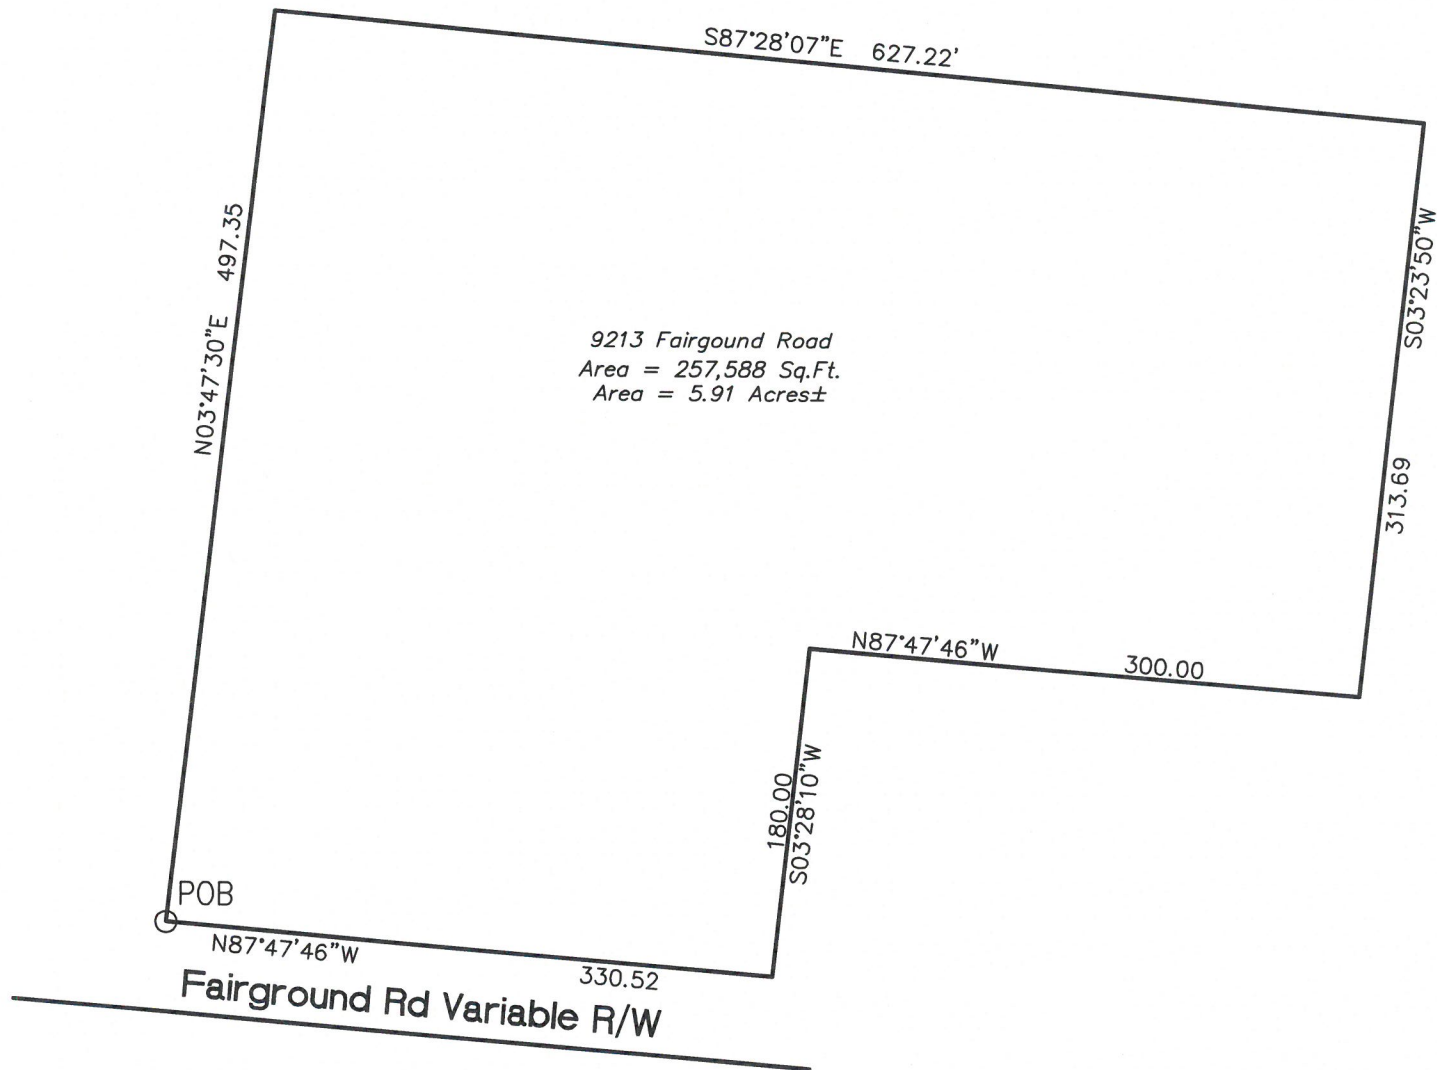 S87°28'07"E 627.22'
N03°47'30"E 497.35
S03°23'50"W
313.69
9213 Fairgound Road
Area = 257,588 Sq.Ft.
Area = 5.91 Acres±
N87°47'46"W 300.00
180.00
S03°28'10"W
POB
N87°47'46"W 330.52
Fairground Rd Variable R/W